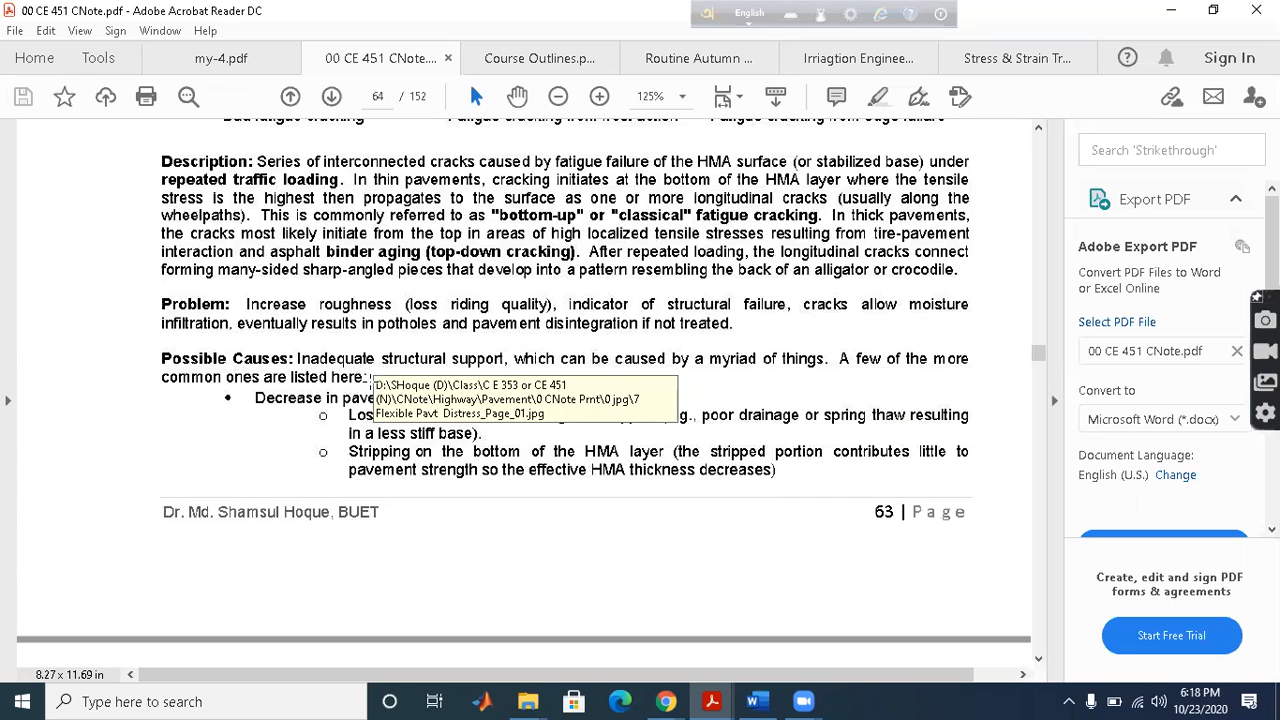 00 CE 451 CNote.pdf - Adobe Acrobat Reader DC
English
File Edit View Sign Window Help
Home Tools my-4.pdf 00 CE 451 CNote.... × Course Outlines.p... Routine Autumn ... Irriagtion Enginee... Stress & Strain Tr... Sign In
64 / 152 125%
Bad fatigue cracking Fatigue crackling from frost action Fatigue cracking from edge failure
Description: Series of interconnected cracks caused by fatigue failure of the HMA surface (or stabilized base) under
repeated traffic loading. In thin pavements, cracking initiates at the bottom of the HMA layer where the tensile
stress is the highest then propagates to the surface as one or more longitudinal cracks (usually along the
wheelpaths). This is commonly referred to as "bottom-up" or "classical" fatigue cracking. In thick pavements,
the cracks most likely initiate from the top in areas of high localized tensile stresses resulting from tire-pavement
interaction and asphalt binder aging (top-down cracking). After repeated loading, the longitudinal cracks connect
forming many-sided sharp-angled pieces that develop into a pattern resembling the back of an alligator or crocodile.
Problem: Increase roughness (loss riding quality), indicator of structural failure, cracks allow moisture
infiltration, eventually results in potholes and pavement disintegration if not treated.
Possible Causes: Inadequate structural support, which can be caused by a myriad of things. A few of the more
common ones are listed here:
D:\SHoque (D)\Class\C E 353 or CE 451
(N)\CNote\Highway\Pavement\0 CNote Prnt\0.jpg\7
Flexible Pavt Distress_Page_01.jpg
• Decrease in pave
o Los ., poor drainage or spring thaw resulting
in a less stiff base).
o Stripping on the bottom of the HMA layer (the stripped portion contributes little to
pavement strength so the effective HMA thickness decreases)
Dr. Md. Shamsul Hoque, BUET 63 | Page
8.27 x 11.69 in
Search 'Strikethrough'
Export PDF
Adobe Export PDF
Convert PDF Files to Word
or Excel Online
Select PDF File
00 CE 451 CNote.pdf ×
Convert to
Microsoft Word (*.docx)
Document Language:
English (U.S.) Change
Create, edit and sign PDF
forms & agreements
Start Free Trial
Type here to search
6:18 PM
10/23/2020